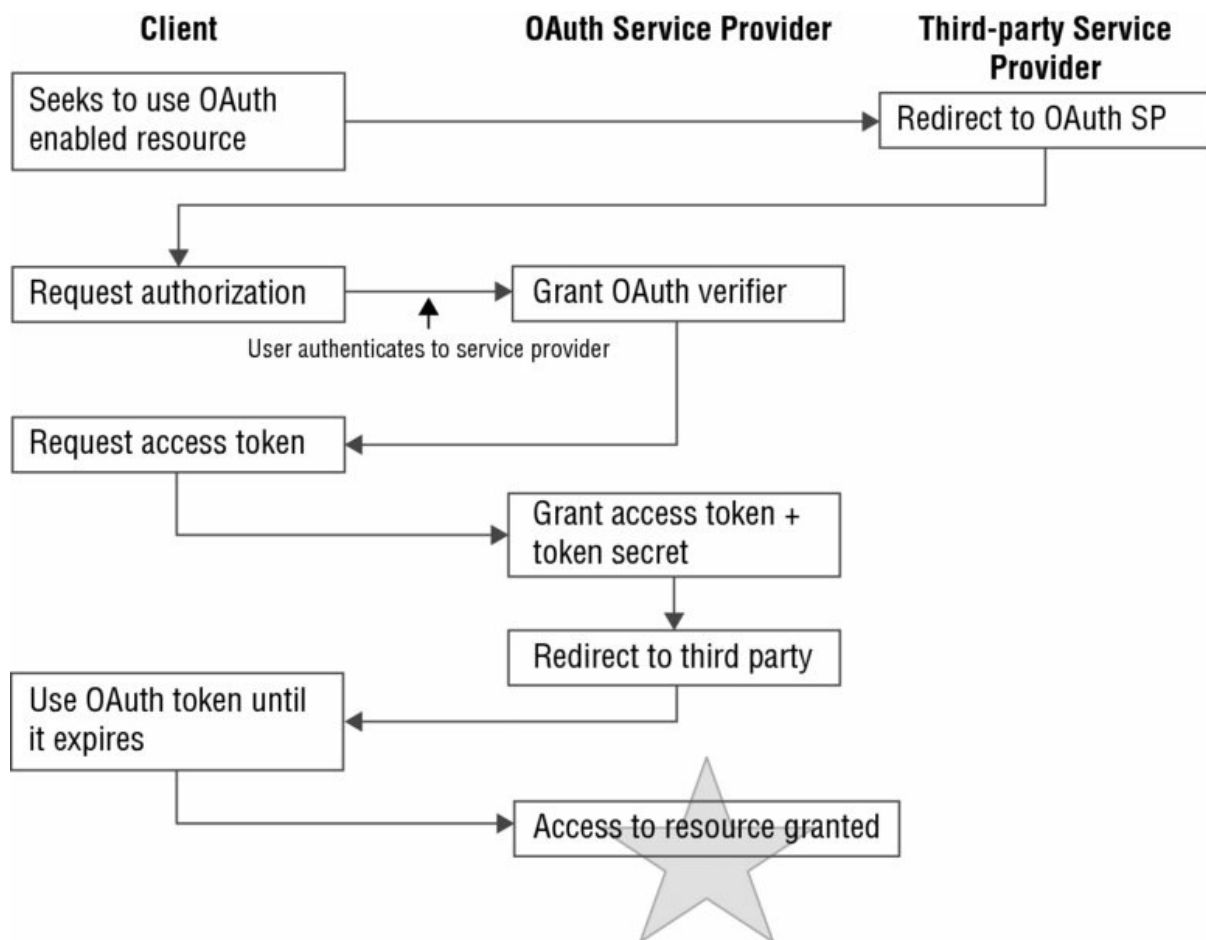 Client
OAuth Service Provider
Third-party Service
Provider
Seeks to use OAuth
enabled resource
Redirect to OAuth SP
Request authorization
Grant OAuth verifier
User authenticates to service provider
Request access token
Grant access token +
token secret
Redirect to third party
Use OAuth token until
it expires
Access to resource granted